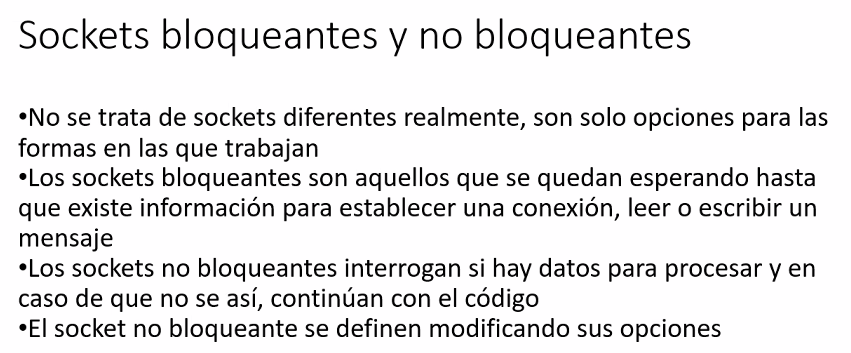 Sockets bloqueantes y no bloqueantes
•No se trata de sockets diferentes realmente, son solo opciones para las
formas en las que trabajan
•Los sockets bloqueantes son aquellos que se quedan esperando hasta
que existe información para establecer una conexión, leer o escribir un
mensaje
•Los sockets no bloqueantes interrogan si hay datos para procesar y en
caso de que no se así, continúan con el código
•El socket no bloqueante se definen modificando sus opciones